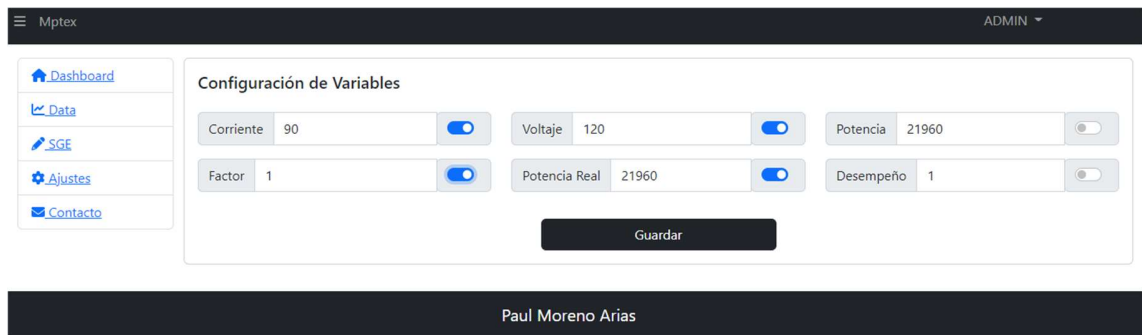 Mptex ADMIN
Dashboard
Data
SGE
Ajustes
Contacto
Configuración de Variables
Corriente 90 Voltaje 120 Potencia 21960
Factor 1 Potencia Real 21960 Desempeño 1
Guardar
Paul Moreno Arias